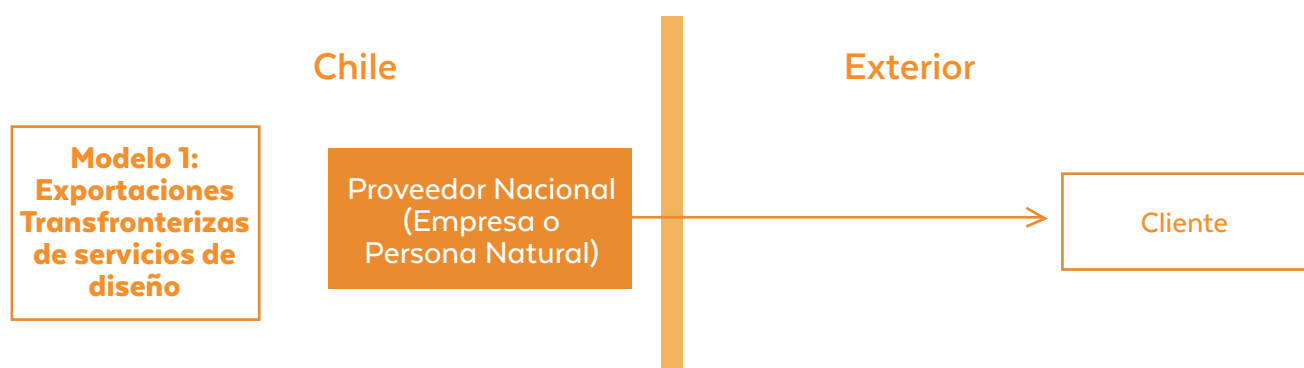 Chile
Exterior
Modelo 1:
Exportaciones
Transfronterizas
de servicios de
diseño
Proveedor Nacional
(Empresa o
Persona Natural)
Cliente